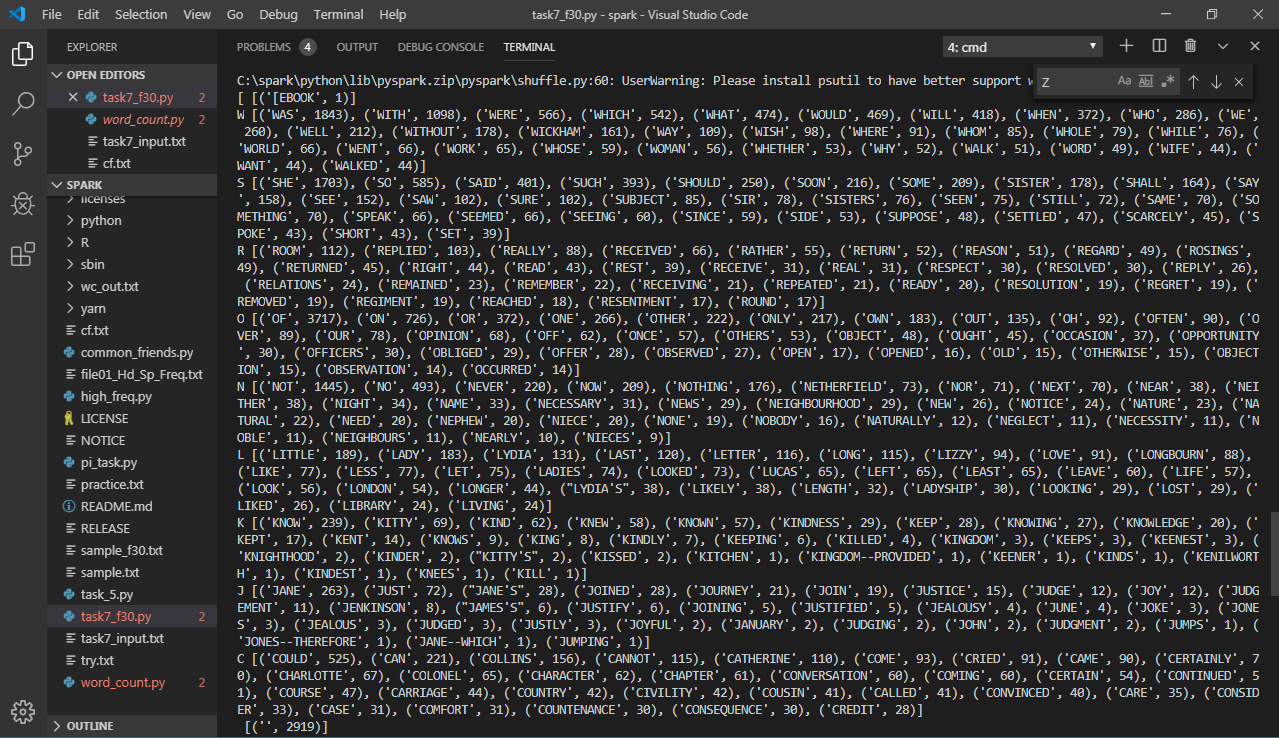 File Edit Selection View Go Debug Terminal Help task7_f30.py - spark - Visual Studio Code
EXPLORER
OPEN EDITORS
task7_f30.py 2
word_count.py 2
task7_input.txt
cf.txt
SPARK
licenses
python
R
sbin
wc_out.txt
yarn
cf.txt
common_friends.py
file01_Hd_Sp_Freq.txt
high_freq.py
LICENSE
NOTICE
pi_task.py
practice.txt
README.md
RELEASE
sample_f30.txt
sample.txt
task_5.py
task7_f30.py 2
task7_input.txt
try.txt
word_count.py 2
OUTLINE
PROBLEMS 4 OUTPUT DEBUG CONSOLE TERMINAL 4: cmd
Z Aa Abl .*
C:\spark\python\lib\pyspark.zip\pyspark\shuffle.py:60: UserWarning: Please install psutil to have better support w
[ [('[EBOOK', 1)]
W [('WAS', 1843), ('WITH', 1098), ('WERE', 566), ('WHICH', 542), ('WHAT', 474), ('WOULD', 469), ('WILL', 418), ('WHEN', 372), ('WHO', 286), ('WE',
260), ('WELL', 212), ('WITHOUT', 178), ('WICKHAM', 161), ('WAY', 109), ('WISH', 98), ('WHERE', 91), ('WHOM', 85), ('WHOLE', 79), ('WHILE', 76), (
'WORLD', 66), ('WENT', 66), ('WORK', 65), ('WHOSE', 59), ('WOMAN', 56), ('WHETHER', 53), ('WHY', 52), ('WALK', 51), ('WORD', 49), ('WIFE', 44), ('
WANT', 44), ('WALKED', 44)]
S [('SHE', 1703), ('SO', 585), ('SAID', 401), ('SUCH', 393), ('SHOULD', 250), ('SOON', 216), ('SOME', 209), ('SISTER', 178), ('SHALL', 164), ('SAY
', 158), ('SEE', 152), ('SAW', 102), ('SURE', 102), ('SUBJECT', 85), ('SIR', 78), ('SISTERS', 76), ('SEEN', 75), ('STILL', 72), ('SAME', 70), ('SO
METHING', 70), ('SPEAK', 66), ('SEEMED', 66), ('SEEING', 60), ('SINCE', 59), ('SIDE', 53), ('SUPPOSE', 48), ('SETTLED', 47), ('SCARCELY', 45), ('S
POKE', 43), ('SHORT', 43), ('SET', 39)]
R [('ROOM', 112), ('REPLIED', 103), ('REALLY', 88), ('RECEIVED', 66), ('RATHER', 55), ('RETURN', 52), ('REASON', 51), ('REGARD', 49), ('ROSINGS',
49), ('RETURNED', 45), ('RIGHT', 44), ('READ', 43), ('REST', 39), ('RECEIVE', 31), ('REAL', 31), ('RESPECT', 30), ('RESOLVED', 30), ('REPLY', 26),
('RELATIONS', 24), ('REMAINED', 23), ('REMEMBER', 22), ('RECEIVING', 21), ('REPEATED', 21), ('READY', 20), ('RESOLUTION', 19), ('REGRET', 19), ('
REMOVED', 19), ('REGIMENT', 19), ('REACHED', 18), ('RESENTMENT', 17), ('ROUND', 17)]
O [('OF', 3717), ('ON', 726), ('OR', 372), ('ONE', 266), ('OTHER', 222), ('ONLY', 217), ('OWN', 183), ('OUT', 135), ('OH', 92), ('OFTEN', 90), ('O
VER', 89), ('OUR', 78), ('OPINION', 68), ('OFF', 62), ('ONCE', 57), ('OTHERS', 53), ('OBJECT', 48), ('OUGHT', 45), ('OCCASION', 37), ('OPPORTUNITY
', 30), ('OFFICERS', 30), ('OBLIGED', 29), ('OFFER', 28), ('OBSERVED', 27), ('OPEN', 17), ('OPENED', 16), ('OLD', 15), ('OTHERWISE', 15), ('OBJECT
ION', 15), ('OBSERVATION', 14), ('OCCURRED', 14)]
N [('NOT', 1445), ('NO', 493), ('NEVER', 220), ('NOW', 209), ('NOTHING', 176), ('NETHERFIELD', 73), ('NOR', 71), ('NEXT', 70), ('NEAR', 38), ('NEI
THER', 38), ('NIGHT', 34), ('NAME', 33), ('NECESSARY', 31), ('NEWS', 29), ('NEIGHBOURHOOD', 29), ('NEW', 26), ('NOTICE', 24), ('NATURE', 23), ('NA
TURAL', 22), ('NEED', 20), ('NEPHEW', 20), ('NIECE', 20), ('NONE', 19), ('NOBODY', 16), ('NATURALLY', 12), ('NEGLECT', 11), ('NECESSITY', 11), ('N
OBLE', 11), ('NEIGHBOURS', 11), ('NEARLY', 10), ('NIECES', 9)]
L [('LITTLE', 189), ('LADY', 183), ('LYDIA', 131), ('LAST', 120), ('LETTER', 116), ('LONG', 115), ('LIZZY', 94), ('LOVE', 91), ('LONGBOURN', 88),
('LIKE', 77), ('LESS', 77), ('LET', 75), ('LADIES', 74), ('LOOKED', 73), ('LUCAS', 65), ('LEFT', 65), ('LEAST', 65), ('LEAVE', 60), ('LIFE', 57),
('LOOK', 56), ('LONDON', 54), ('LONGER', 44), ("LYDIA'S", 38), ('LIKELY', 38), ('LENGTH', 32), ('LADYSHIP', 30), ('LOOKING', 29), ('LOST', 29), ('
LIKED', 26), ('LIBRARY', 24), ('LIVING', 24)]
K [('KNOW', 239), ('KITTY', 69), ('KIND', 62), ('KNEW', 58), ('KNOWN', 57), ('KINDNESS', 29), ('KEEP', 28), ('KNOWING', 27), ('KNOWLEDGE', 20), ('
KEPT', 17), ('KENT', 14), ('KNOWS', 9), ('KING', 8), ('KINDLY', 7), ('KEEPING', 6), ('KILLED', 4), ('KINGDOM', 3), ('KEEPS', 3), ('KEENEST', 3), (
'KNIGHTHOOD', 2), ('KINDER', 2), ("KITTY'S", 2), ('KISSED', 2), ('KITCHEN', 1), ('KINGDOM--PROVIDED', 1), ('KEENER', 1), ('KINDS', 1), ('KENILWORT
H', 1), ('KINDEST', 1), ('KNEES', 1), ('KILL', 1)]
J [('JANE', 263), ('JUST', 72), ("JANE'S", 28), ('JOINED', 28), ('JOURNEY', 21), ('JOIN', 19), ('JUSTICE', 15), ('JUDGE', 12), ('JOY', 12), ('JUDG
EMENT', 11), ('JENKINSON', 8), ("JAMES'S", 6), ('JUSTIFY', 6), ('JOINING', 5), ('JUSTIFIED', 5), ('JEALOUSY', 4), ('JUNE', 4), ('JOKE', 3), ('JONE
S', 3), ('JEALOUS', 3), ('JUDGED', 3), ('JUSTLY', 3), ('JOYFUL', 2), ('JANUARY', 2), ('JUDGING', 2), ('JOHN', 2), ('JUDGMENT', 2), ('JUMPS', 1), (
'JONES--THEREFORE', 1), ('JANE--WHICH', 1), ('JUMPING', 1)]
C [('COULD', 525), ('CAN', 221), ('COLLINS', 156), ('CANNOT', 115), ('CATHERINE', 110), ('COME', 93), ('CRIED', 91), ('CAME', 90), ('CERTAINLY', 7
0), ('CHARLOTTE', 67), ('COLONEL', 65), ('CHARACTER', 62), ('CHAPTER', 61), ('CONVERSATION', 60), ('COMING', 60), ('CERTAIN', 54), ('CONTINUED', 5
1), ('COURSE', 47), ('CARRIAGE', 44), ('COUNTRY', 42), ('CIVILITY', 42), ('COUSIN', 41), ('CALLED', 41), ('CONVINCED', 40), ('CARE', 35), ('CONSID
ER', 33), ('CASE', 31), ('COMFORT', 31), ('COUNTENANCE', 30), ('CONSEQUENCE', 30), ('CREDIT', 28)]
[('', 2919)]